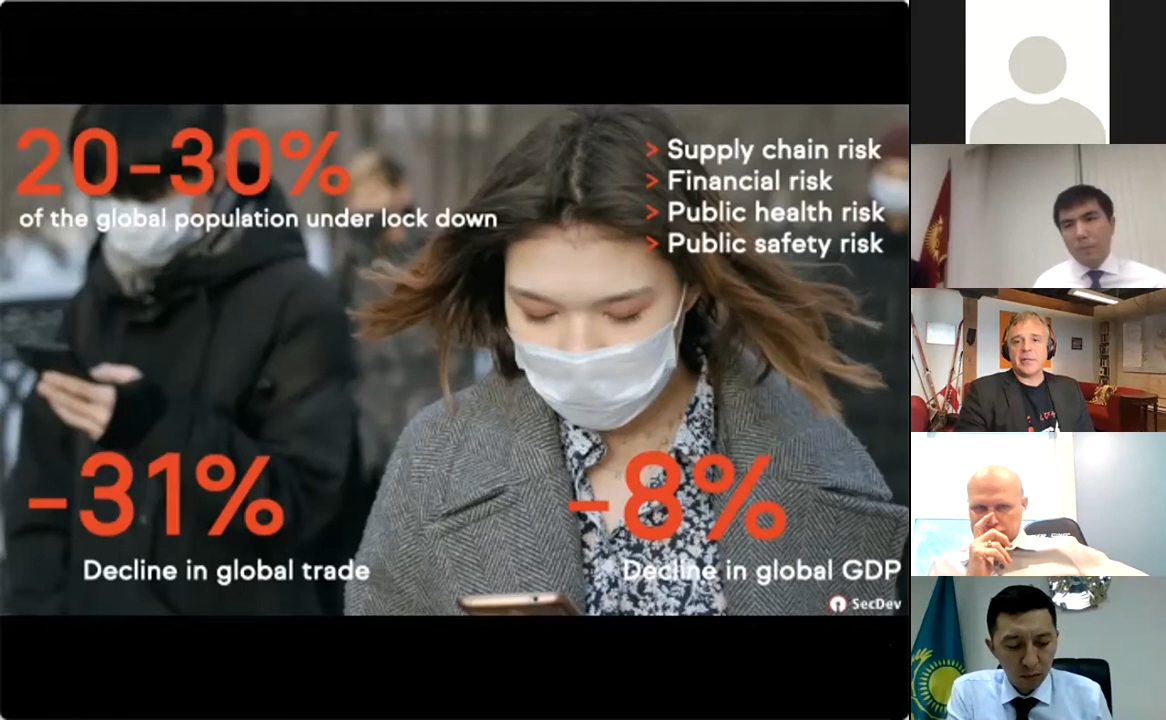 20-30%
of the global population under lock down
> Supply chain risk
> Financial risk
> Public health risk
> Public safety risk
-31%
Decline in global trade
-8%
Decline in global GDP
SecDev